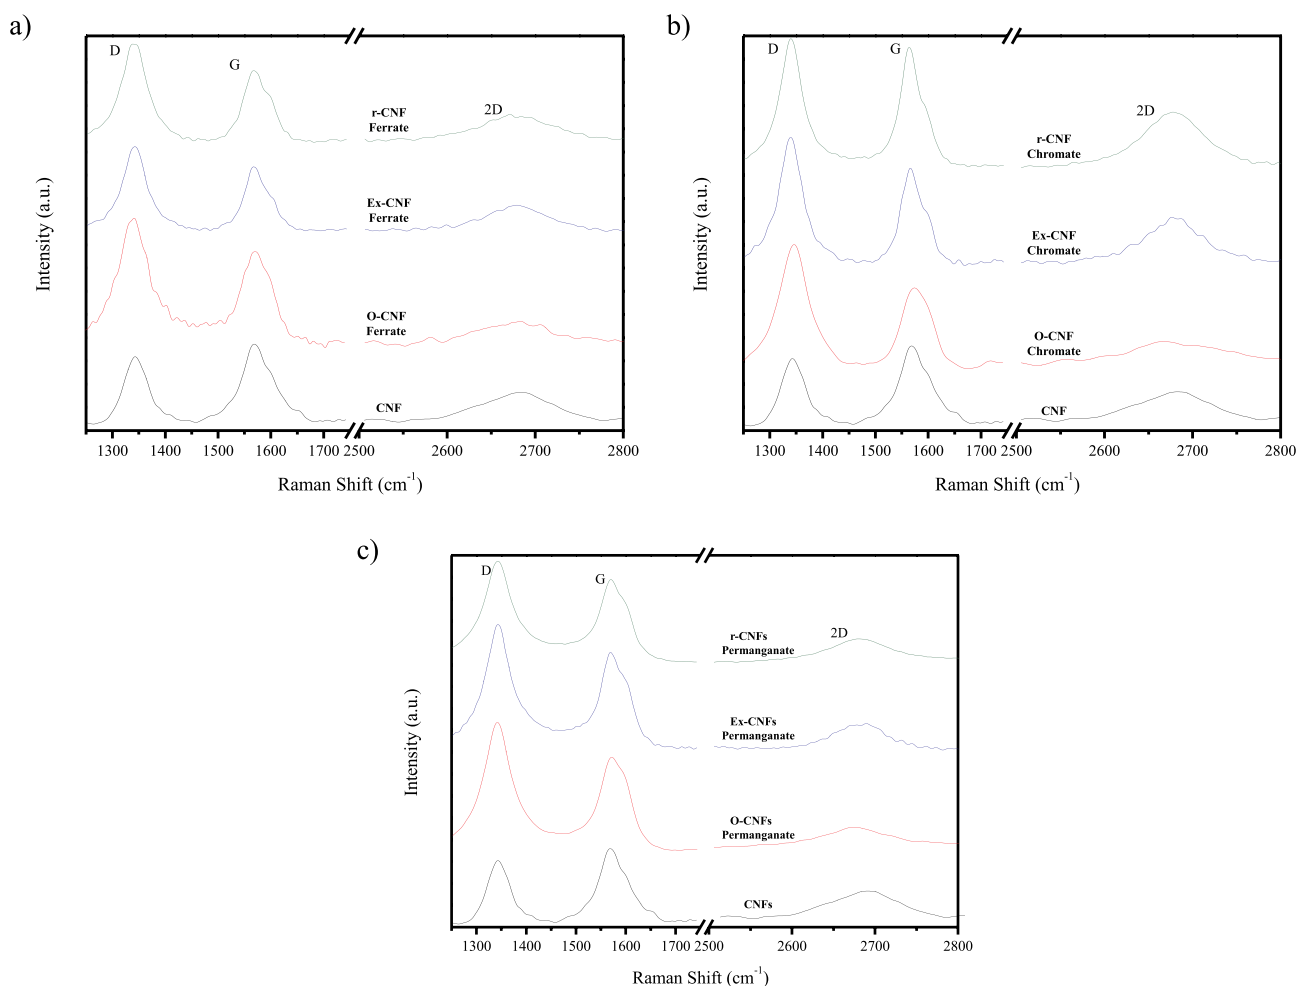 a)
D
G
2D
r-CNF
Ferrate
Ex-CNF
Ferrate
O-CNF
Ferrate
CNF
Intensity (a.u.)
1300 1400 1500 1600 1700 2500 2600 2700 2800
Raman Shift (cm-1)
b)
D
G
2D
r-CNF
Chromate
Ex-CNF
Chromate
O-CNF
Chromate
CNF
Intensity (a.u.)
1300 1400 1500 1600 1700 2500 2600 2700 2800
Raman Shift (cm-1)
c)
D
G
2D
r-CNFs
Permanganate
Ex-CNFs
Permanganate
O-CNFs
Permanganate
CNFs
Intensity (a.u.)
1300 1400 1500 1600 1700 2500 2600 2700 2800
Raman Shift (cm-1)